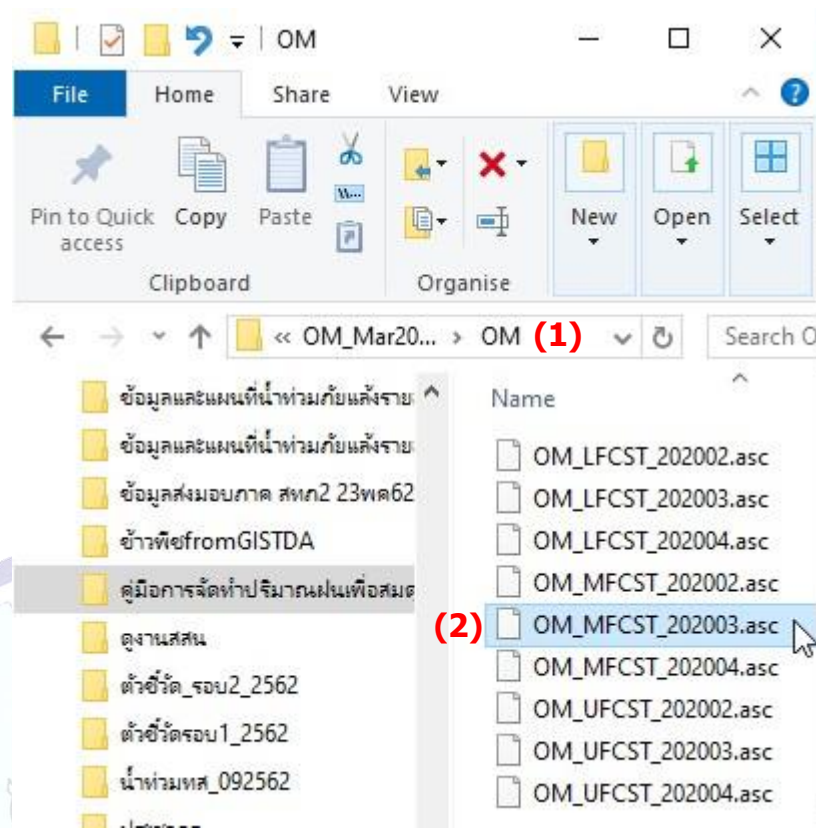 OM
File Home Share View
Pin to Quick access
Copy
Paste
W...
New
Open
Select
Clipboard
Organise
« OM_Mar20... › OM (1)
Search O
ข้อมูลและแผนที่น้ำท่วมภัยแล้งราย
ข้อมูลและแผนที่น้ำท่วมภัยแล้งราย
ข้อมูลส่งมอบภาค สทภ2 23พค62
ข้าวพืชfromGISTDA
คู่มือการจัดทำปริมาณฝนเพื่อสมด
ดูงานสสน
ตัวชี้วัด_รอบ2_2562
ตัวชี้วัดรอบ1_2562
น้ำท่วมทส_092562
Name
OM_LFCST_202002.asc
OM_LFCST_202003.asc
OM_LFCST_202004.asc
OM_MFCST_202002.asc
(2) OM_MFCST_202003.asc
OM_MFCST_202004.asc
OM_UFCST_202002.asc
OM_UFCST_202003.asc
OM_UFCST_202004.asc